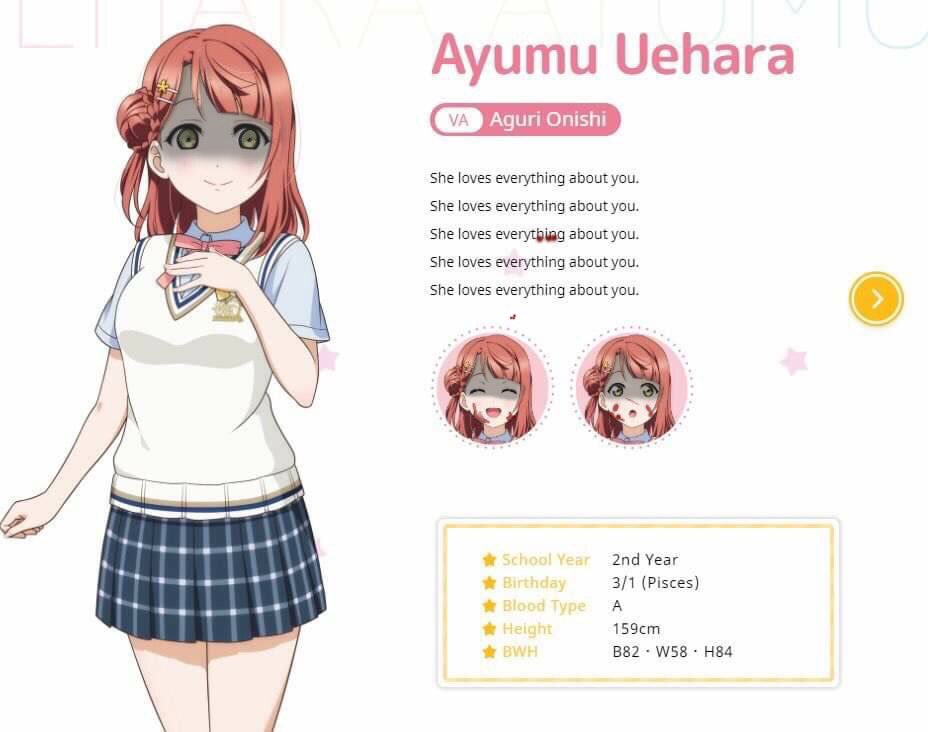 UEHARA AYUMU
Ayumu Uehara
VA Aguri Onishi
She loves everything about you.
She loves everything about you.
She loves everything about you.
She loves everything about you.
She loves everything about you.
School Year 2nd Year
Birthday 3/1 (Pisces)
Blood Type A
Height 159cm
BWH B82・W58・H84